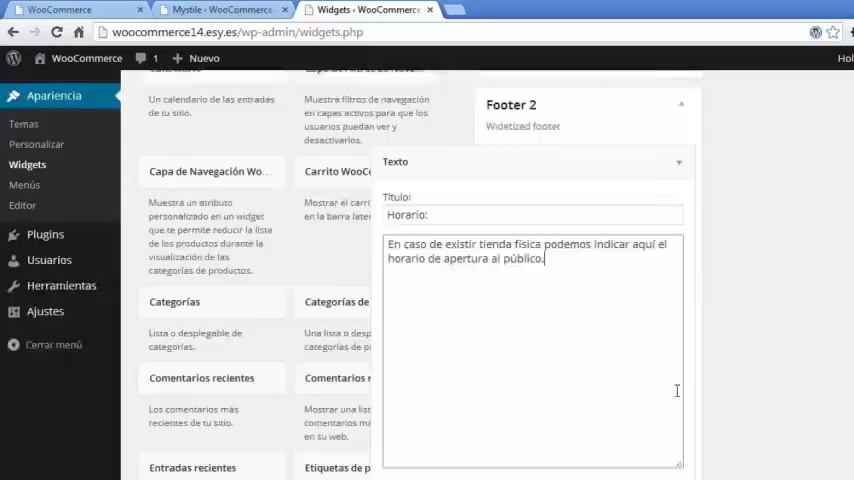 WooCommerce
Mystile ‹ WooCommerce
Widgets ‹ WooCommerce
woocommerce14.esy.es/wp-admin/widgets.php
WooCommerce
1
Nuevo
Hol
Apariencia
Temas
Personalizar
Widgets
Menús
Editor
Plugins
Usuarios
Herramientas
Ajustes
Cerrar menú
Un calendario de las entradas
de tu sitio.
Muestra filtros de navegación
en capas activos para que los
usuarios puedan ver y
desactivarlos.
Capa de Navegación Wo...
Muestra un atributo
personalizado en un widget
que te permite reducir la lista
de los productos durante la
visualización de las
categorías de productos.
Carrito WooC
Mostrar el carri
en la barra later
Categorías
Lista o desplegable de
categorías.
Categorías de
Una lista o desp
categorías de p
Comentarios recientes
Los comentarios más
recientes de tu sitio.
Comentarios r
Mostrar una list
comentarios má
en su web.
Entradas recientes
Etiquetas de p
Footer 2
Widetized footer
Texto
Título:
Horario:
En caso de existir tienda física podemos indicar aquí el
horario de apertura al público.